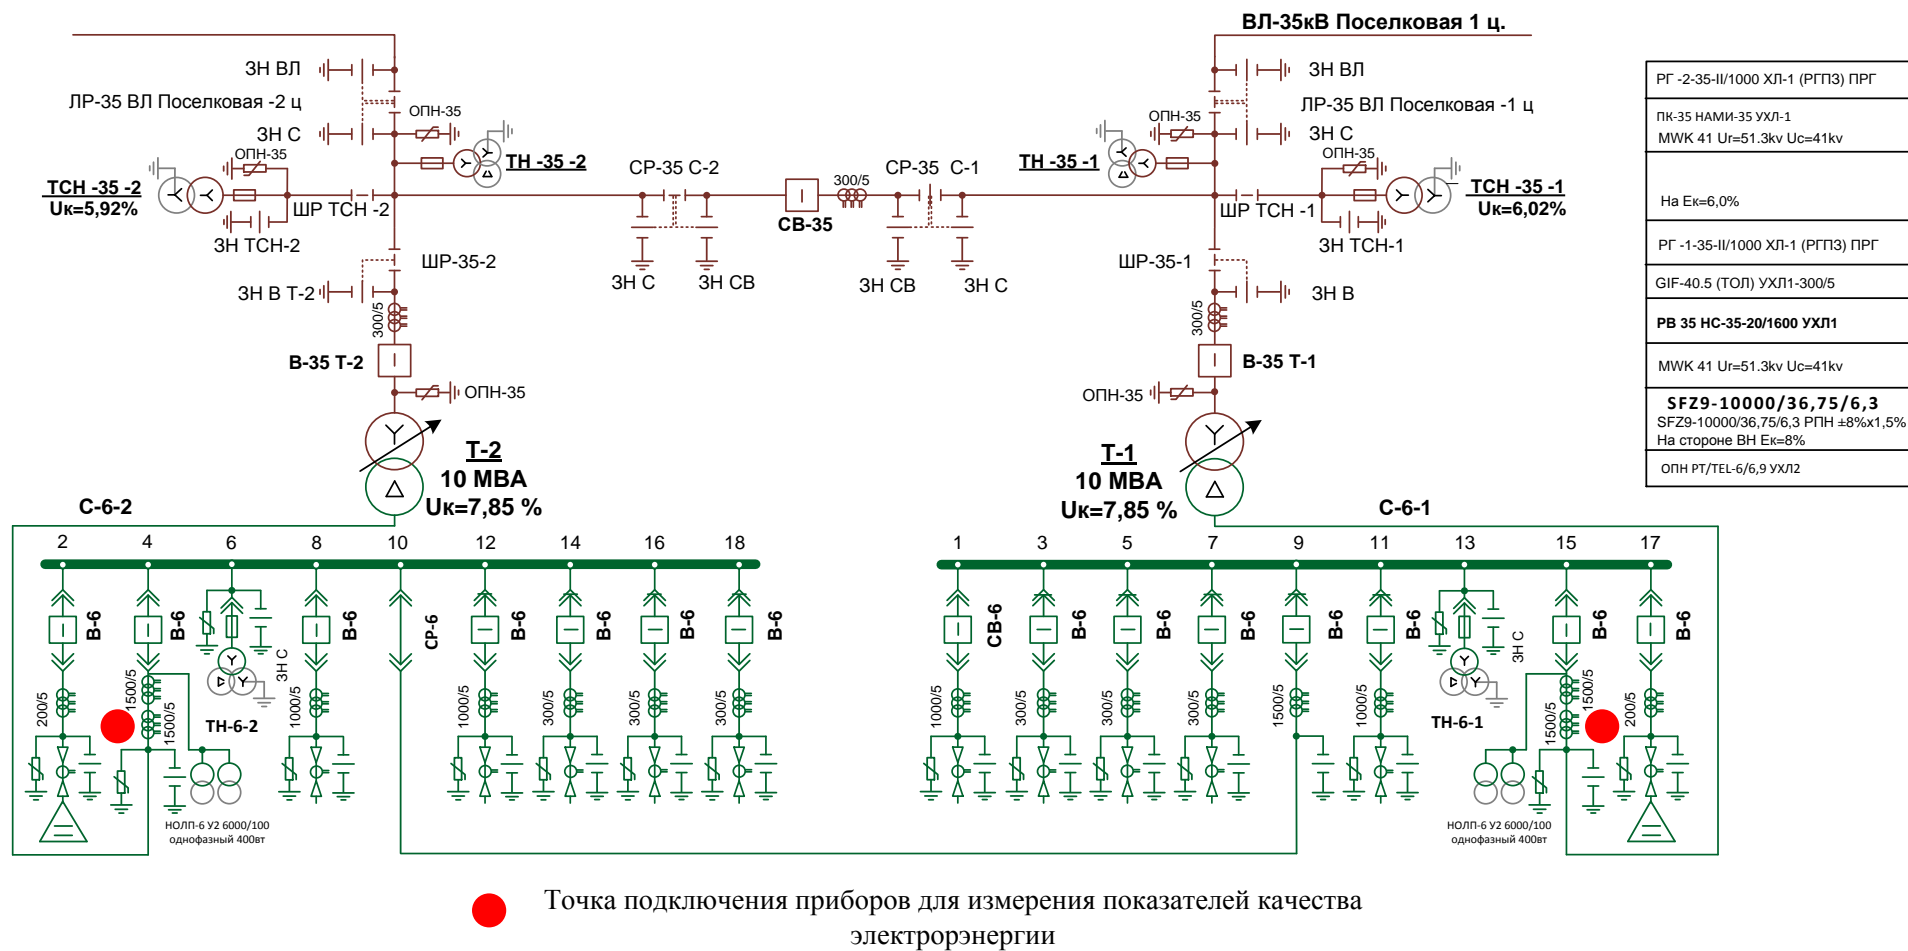 ВЛ-35кВ Поселковая 1 ц.
ЗН ВЛ
ЛР-35 ВЛ Поселковая -2 ц
ОПН-35
ЗН С
ОПН-35
ТН -35 -2
ТСН -35 -2
Uк=5,92%
ШР ТСН -2
ЗН ТСН-2
СР-35 С-2
300/5
СВ-35
СР-35 С-1
ЗН С
ЗН СВ
ЗН СВ
ЗН С
ЗН ВЛ
ЛР-35 ВЛ Поселковая -1 ц
ОПН-35
ЗН С
ТН -35 -1
ОПН-35
ТСН -35 -1
Uк=6,02%
ШР ТСН -1
ЗН ТСН-1
ШР-35-2
ЗН В Т-2
300/5
В-35 Т-2
ОПН-35
Т-2
10 МВА
Uк=7,85 %
ШР-35-1
ЗН В
300/5
В-35 Т-1
ОПН-35
Т-1
10 МВА
Uк=7,85 %
РГ -2-35-II/1000 ХЛ-1 (РГПЗ) ПРГ
ПК-35 НАМИ-35 УХЛ-1
MWK 41 Ur=51.3kv Uc=41kv
На Ек=6,0%
РГ -1-35-II/1000 ХЛ-1 (РГПЗ) ПРГ
GIF-40.5 (ТОЛ) УХЛ1-300/5
РВ 35 НС-35-20/1600 УХЛ1
MWK 41 Ur=51.3kv Uc=41kv
SFZ9-10000/36,75/6,3
SFZ9-10000/36,75/6,3 РПН ±8%х1,5%
На стороне ВН Ек=8%
ОПН РТ/TEL-6/6,9 УХЛ2
С-6-2
2 4 6 8 10 12 14 16 18
В-6
В-6
ЗН С
В-6
СР-6
В-6
В-6
В-6
В-6
200/5
1500/5
1500/5
ТН-6-2
1000/5
1000/5
300/5
300/5
300/5
НОЛП-6 У2 6000/100
однофазный 400вт
С-6-1
1 3 5 7 9 11 13 15 17
СВ-6
В-6
В-6
В-6
В-6
В-6
ЗН С
В-6
В-6
1000/5
300/5
300/5
300/5
1500/5
1000/5
ТН-6-1
1500/5
1500/5
200/5
НОЛП-6 У2 6000/100
однофазный 400вт
Точка подключения приборов для измерения показателей качества
электрорэнергии